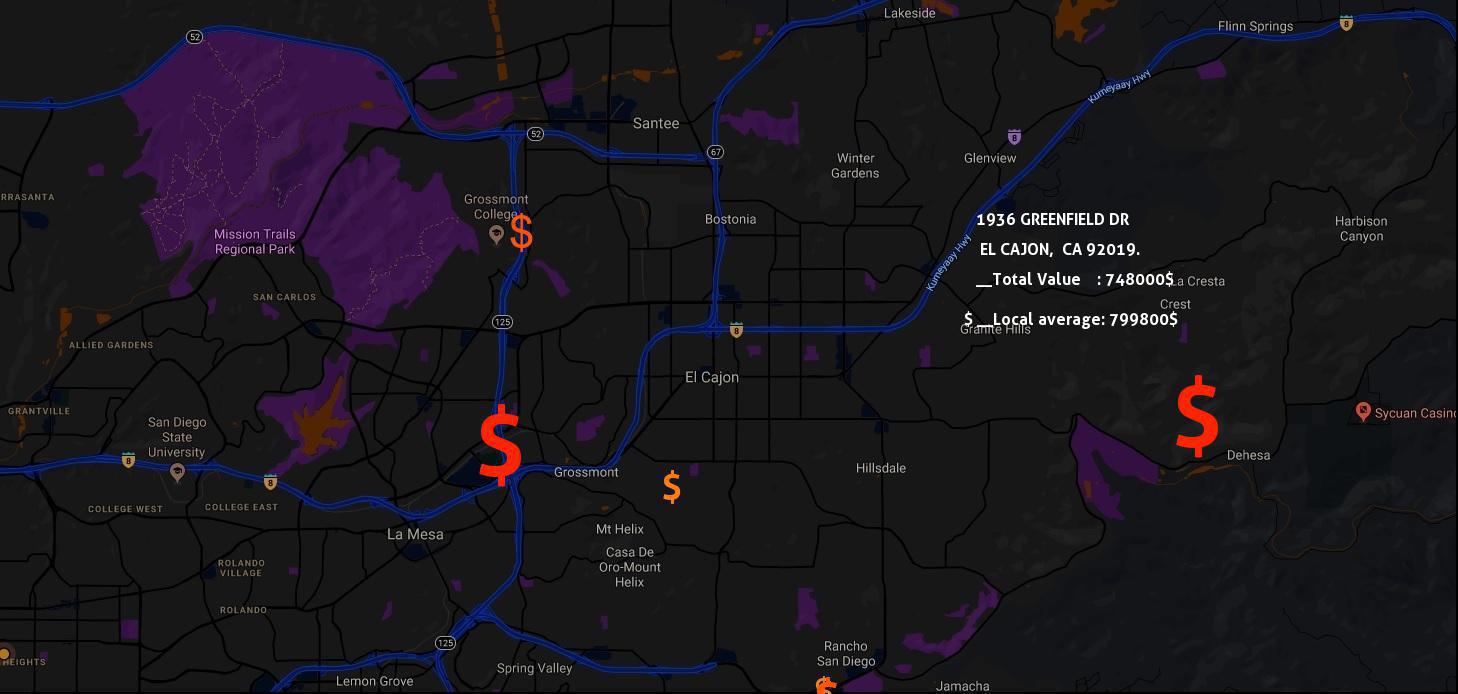 Lakeside
Flinn Springs
8
52
Kumeyaay Hwy
Santee
52
67
8
Glenview
Winter
Gardens
RRASANTA
Grossmont
College
$
Bostonia
1936 GREENFIELD DR
EL CAJON, CA 92019.
__Total Value : 748000$
La Cresta
Crest
$ __Local average: 799800$
Granite Hills
Harbison
Canyon
Mission Trails
Regional Park
Kumeyaay Hwy
SAN CARLOS
125
8
ALLIED GARDENS
El Cajon
GRANTVILLE
San Diego
State
University
$
$
Sycuan Casino
8
8
Grossmont
$
Hillsdale
Dehesa
COLLEGE WEST
COLLEGE EAST
La Mesa
Mt Helix
Casa De
Oro-Mount
Helix
ROLANDO
VILLAGE
ROLANDO
125
HEIGHTS
Lemon Grove
Spring Valley
Rancho
San Diego
$
Jamacha